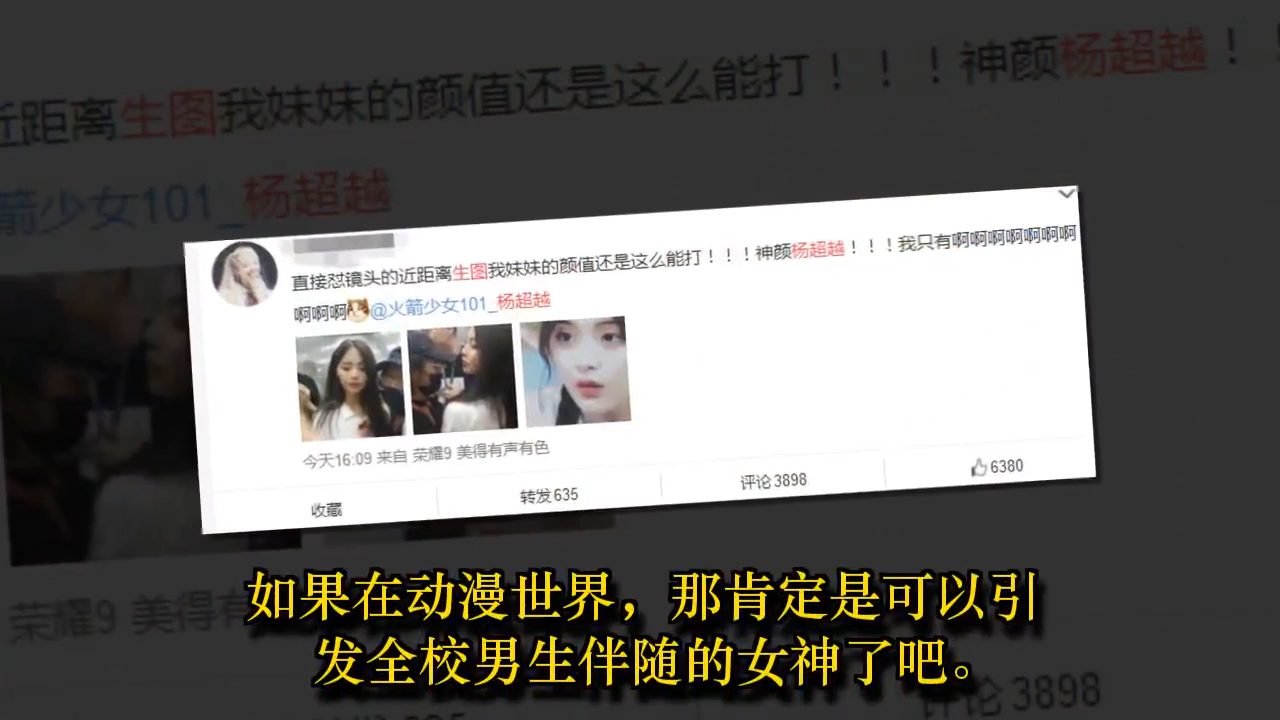 近距离生图我妹妹的颜值还是这么能打！！！神颜杨超越！
箭少女101_杨超越
直接怼镜头的近距离生图我妹妹的颜值还是这么能打！！！神颜杨超越！！！我只有啊啊啊啊啊啊啊
啊啊啊@火箭少女101_杨超越
今天16:09 来自 荣耀9 美得有声有色
收藏 转发635 评论3898 6380
荣耀9 美得有
如果在动漫世界，那肯定是可以引
发全校男生伴随的女神了吧。
评论3898